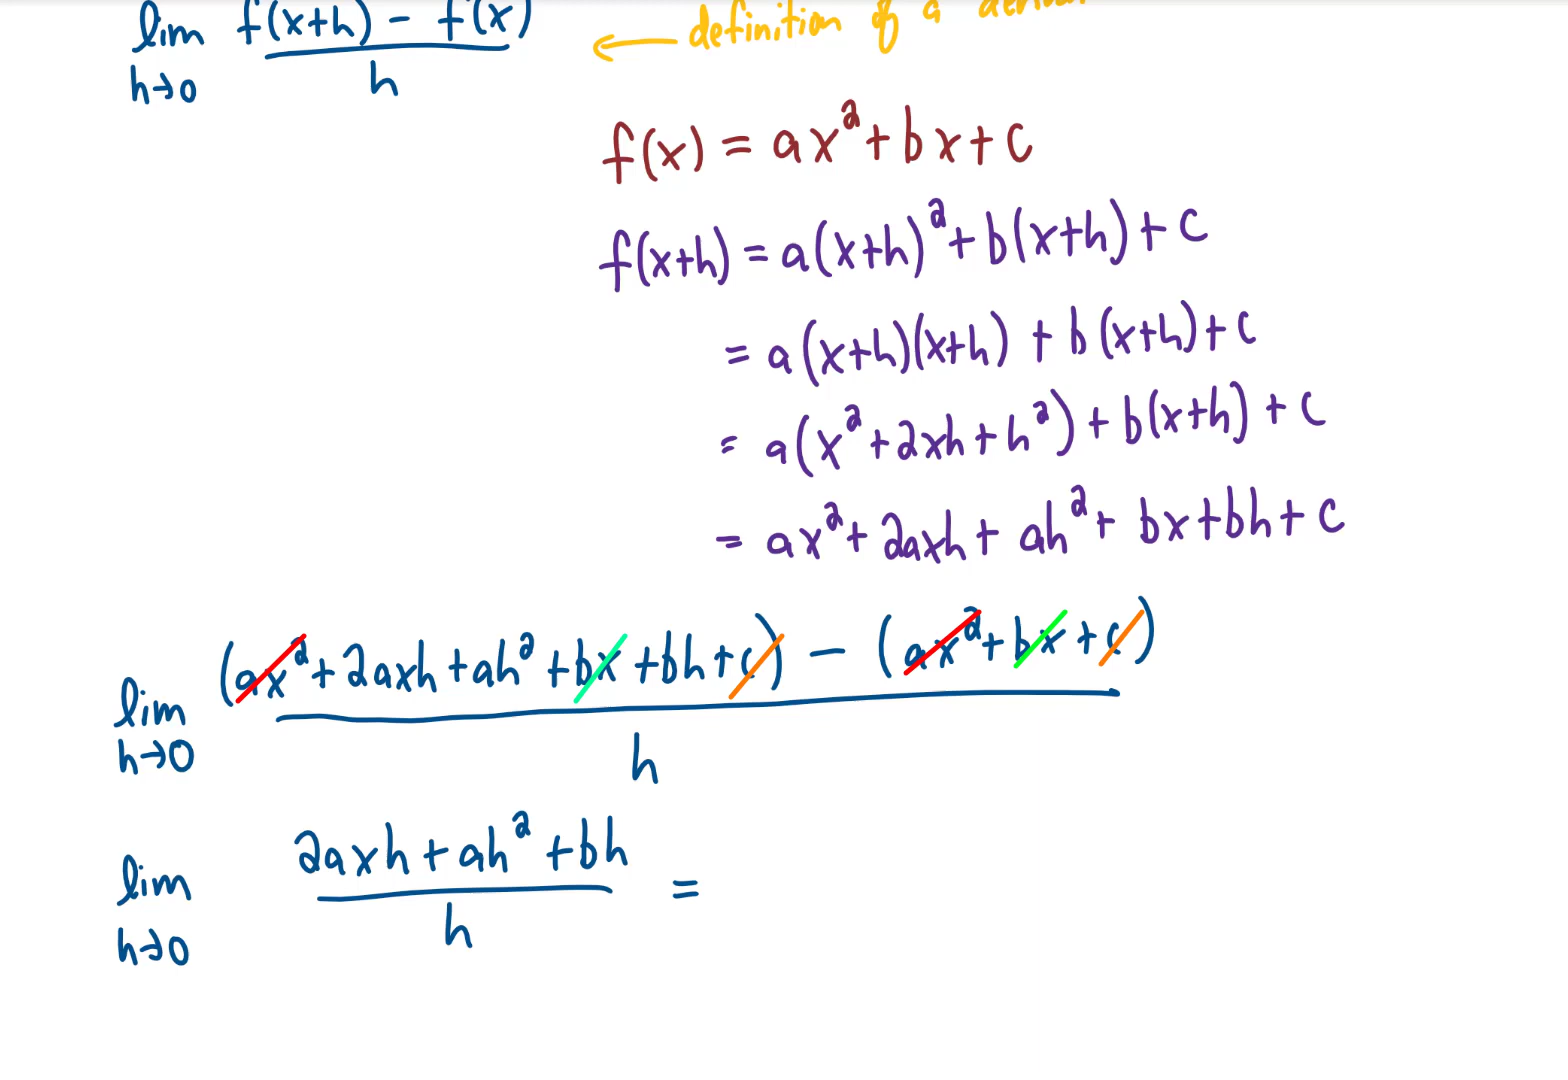 lim f(x+h) - f(x)
h→0 h
← definition of a
f(x) = ax² + bx + c
f(x+h) = a(x+h)² + b(x+h) + c
= a(x+h)(x+h) + b(x+h) + c
= a(x² + 2xh + h²) + b(x+h) + c
= ax² + 2axh + ah² + bx + bh + c
lim (ax² + 2axh + ah² + bx + bh + c) - (ax² + bx + c)
h→0 h
lim 2axh + ah² + bh =
h→0 h